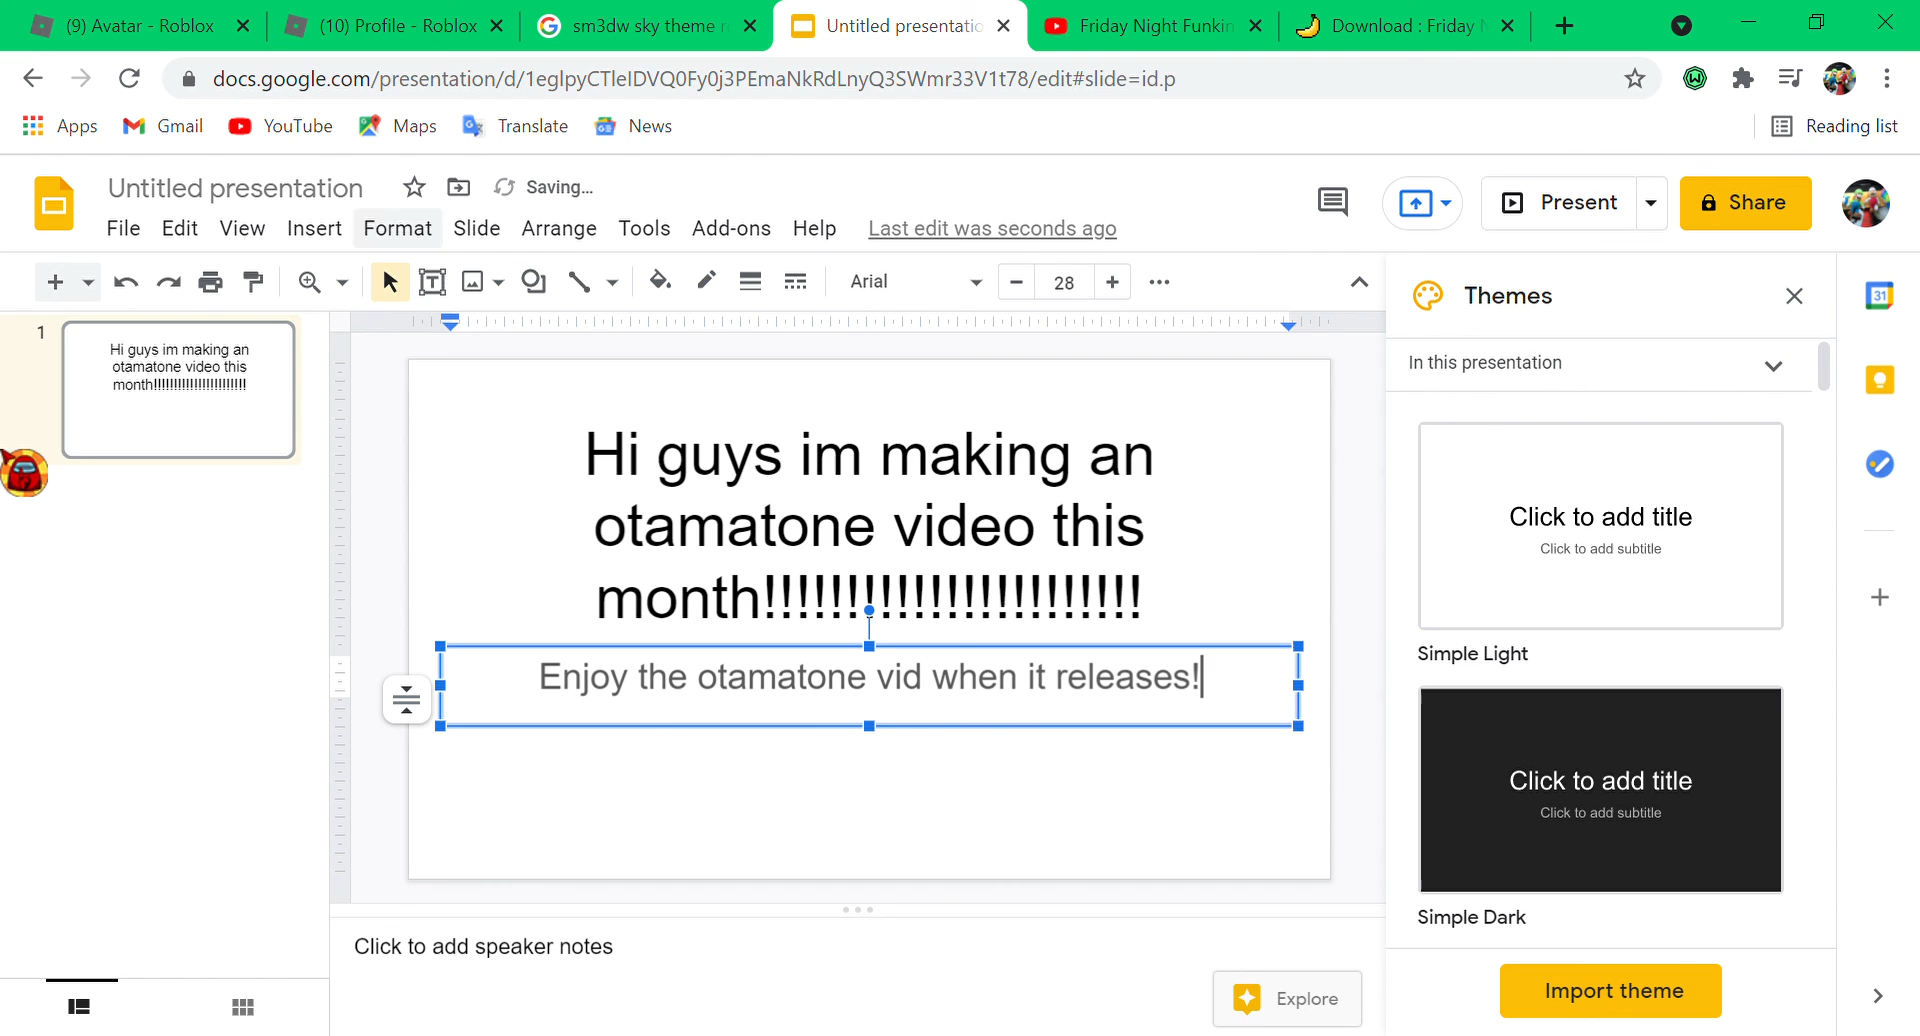 (9) Avatar - Roblox
(10) Profile - Roblox
sm3dw sky theme r
Untitled presentatio
Friday Night Funkin
Download : Friday N
docs.google.com/presentation/d/1eglpyCTleIDVQ0Fy0j3PEmaNkRdLnyQ3SWmr33V1t78/edit#slide=id.p
Apps
Gmail
YouTube
Maps
Translate
News
Reading list
Untitled presentation
Saving...
File Edit View Insert Format Slide Arrange Tools Add-ons Help
Last edit was seconds ago
Present
Share
Arial
28
1
Hi guys im making an
otamatone video this
month!!!!!!!!!!!!!!!!!!!!!!!
Hi guys im making an
otamatone video this
month!!!!!!!!!!!!!!!!!!!!!!!
Enjoy the otamatone vid when it releases!
Click to add speaker notes
Explore
Themes
In this presentation
Click to add title
Click to add subtitle
Simple Light
Click to add title
Click to add subtitle
Simple Dark
Import theme
31